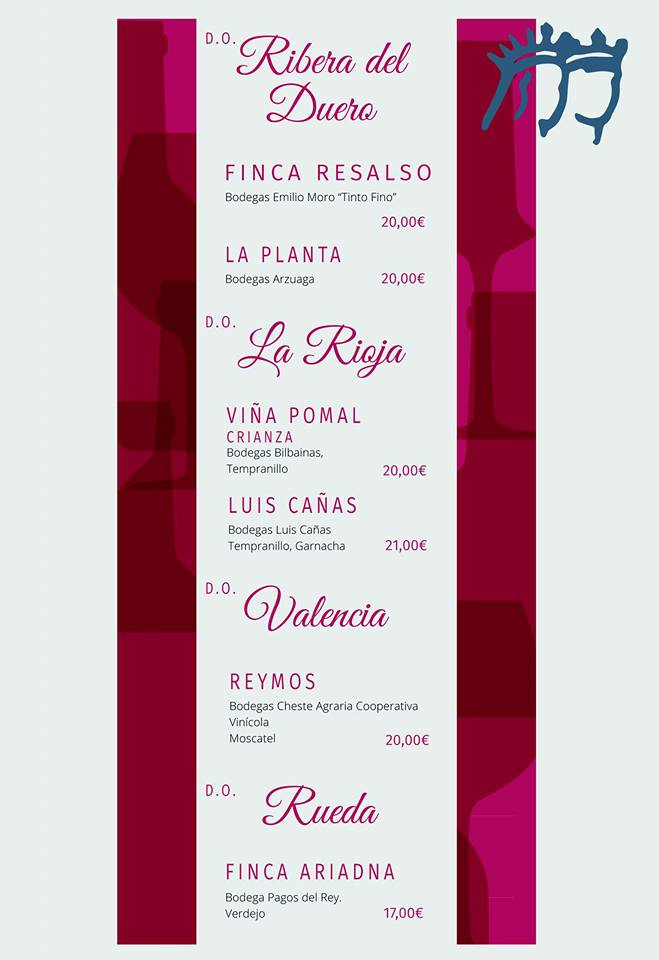 D.O.
Ribera del
Duero
FINCA RESALSO
Bodegas Emilio Moro “Tinto Fino”
20,00€
LA PLANTA
Bodegas Arzuaga 20,00€
D.O.
La Rioja
VIÑA POMAL
CRIANZA
Bodegas Bilbainas,
Tempranillo 20,00€
LUIS CAÑAS
Bodegas Luis Cañas
Tempranillo, Garnacha 21,00€
D.O.
Valencia
REYMOS
Bodegas Cheste Agraria Cooperativa
Vinícola
Moscatel 20,00€
D.O.
Rueda
FINCA ARIADNA
Bodega Pagos del Rey.
Verdejo 17,00€